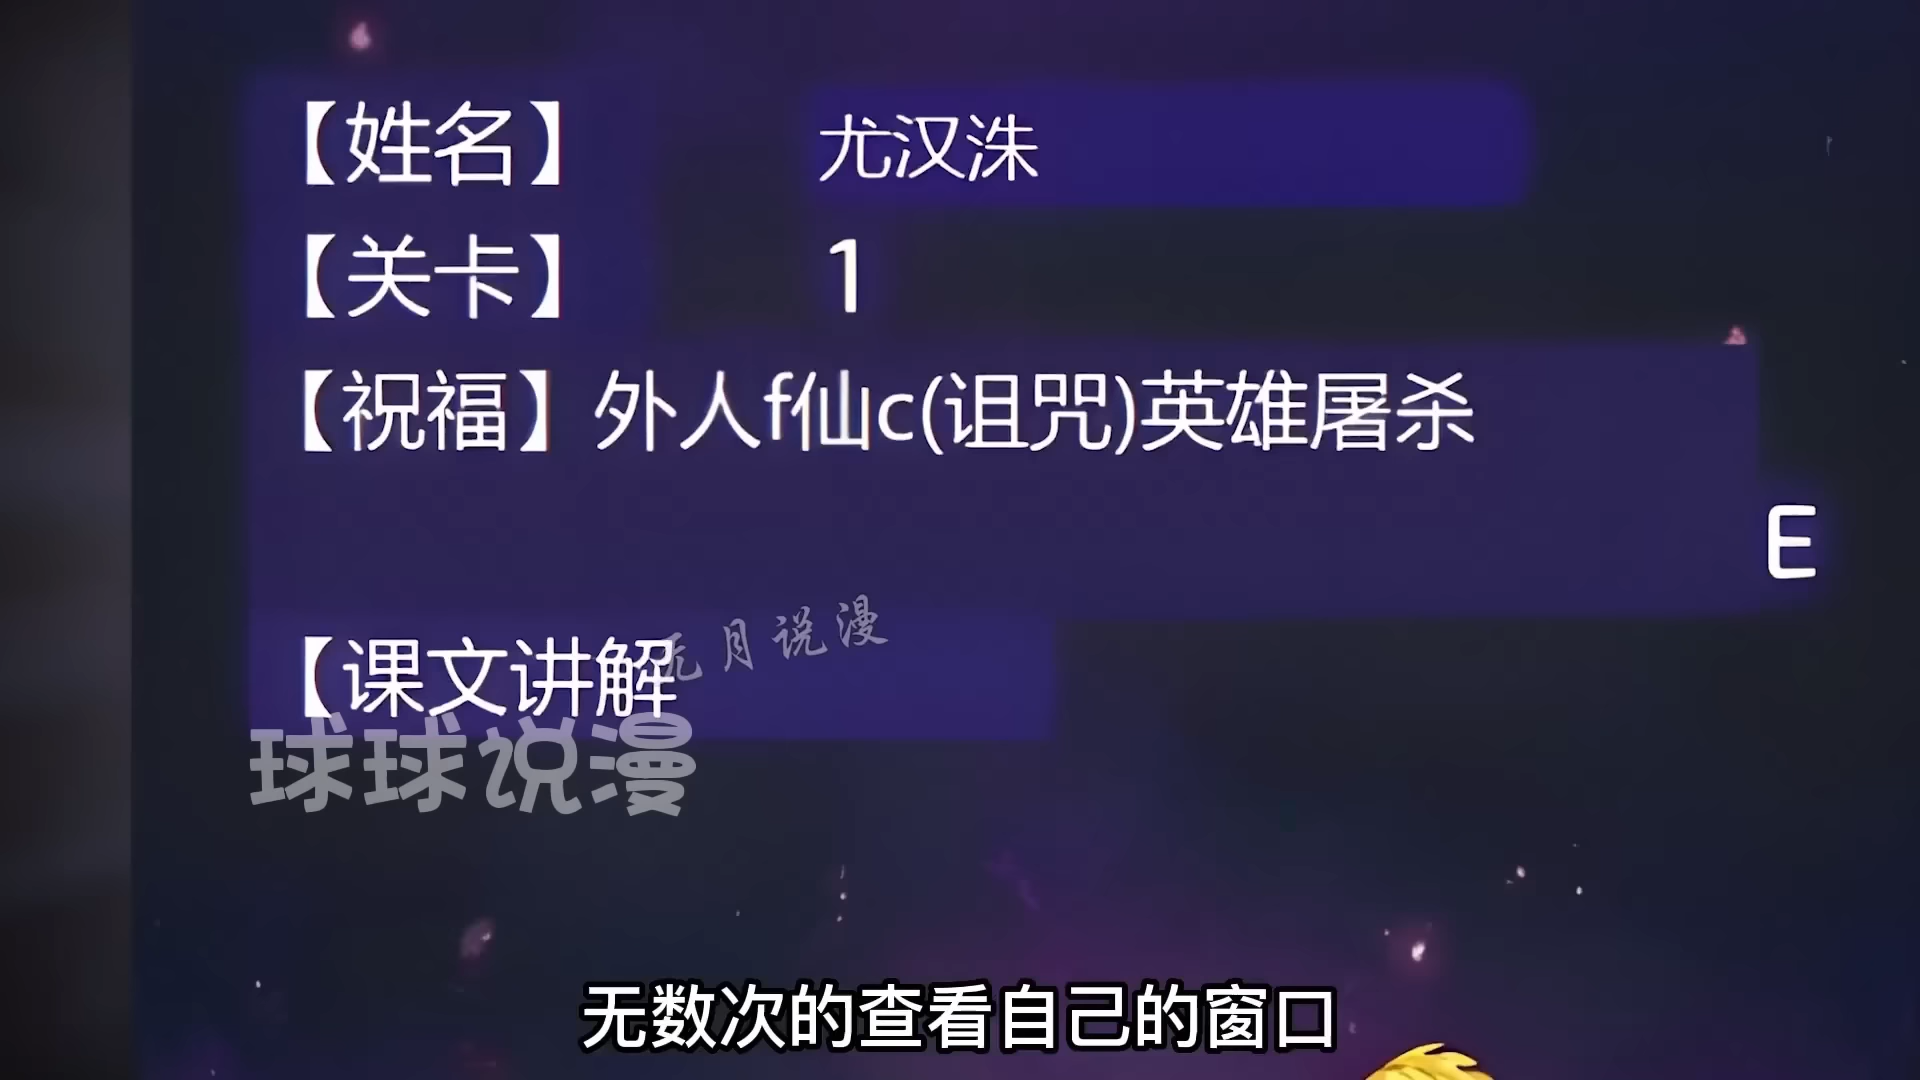 【姓名】 尤汉洙
【关卡】 1
【祝福】外人f仙c(诅咒)英雄屠杀
E
【课文讲解
无月说漫
球球说漫
无数次的查看自己的窗口